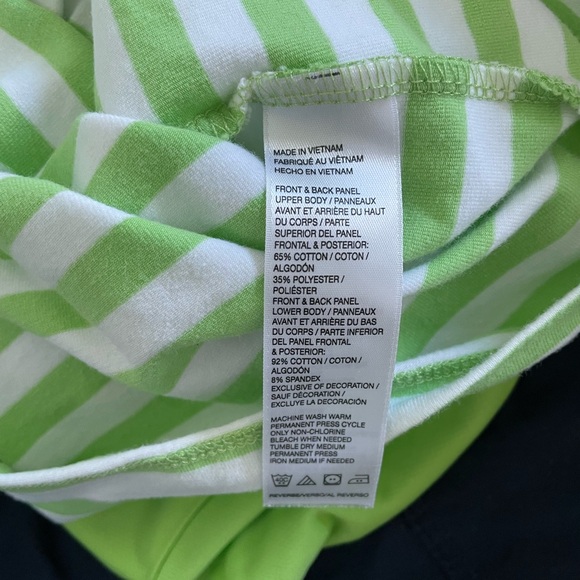 MADE IN VIETNAM
FABRIQUÉ AU VIÊTNAM
HECHO EN VIETNAM
FRONT & BACK PANEL
UPPER BODY / PANNEAUX
AVANT ET ARRIÈRE DU HAUT
DU CORPS / PARTE
SUPERIOR DEL PANEL
FRONTAL & POSTERIOR:
65% COTTON / COTON /
ALGODÓN
35% POLYESTER /
POLIÉSTER
FRONT & BACK PANEL
LOWER BODY / PANNEAUX
AVANT ET ARRIÈRE DU BAS
DU CORPS / PARTE INFERIOR
DEL PANEL FRONTAL
& POSTERIOR:
92% COTTON / COTON /
ALGODÓN
8% SPANDEX
EXCLUSIVE OF DECORATION /
SAUF DÉCORATION /
EXCLUYE LA DECORACIÓN
MACHINE WASH WARM
PERMANENT PRESS CYCLE
ONLY NON-CHLORINE
BLEACH WHEN NEEDED
TUMBLE DRY MEDIUM
PERMANENT PRESS
IRON MEDIUM IF NEEDED
REVERSO/VERSO/AL REVERSO